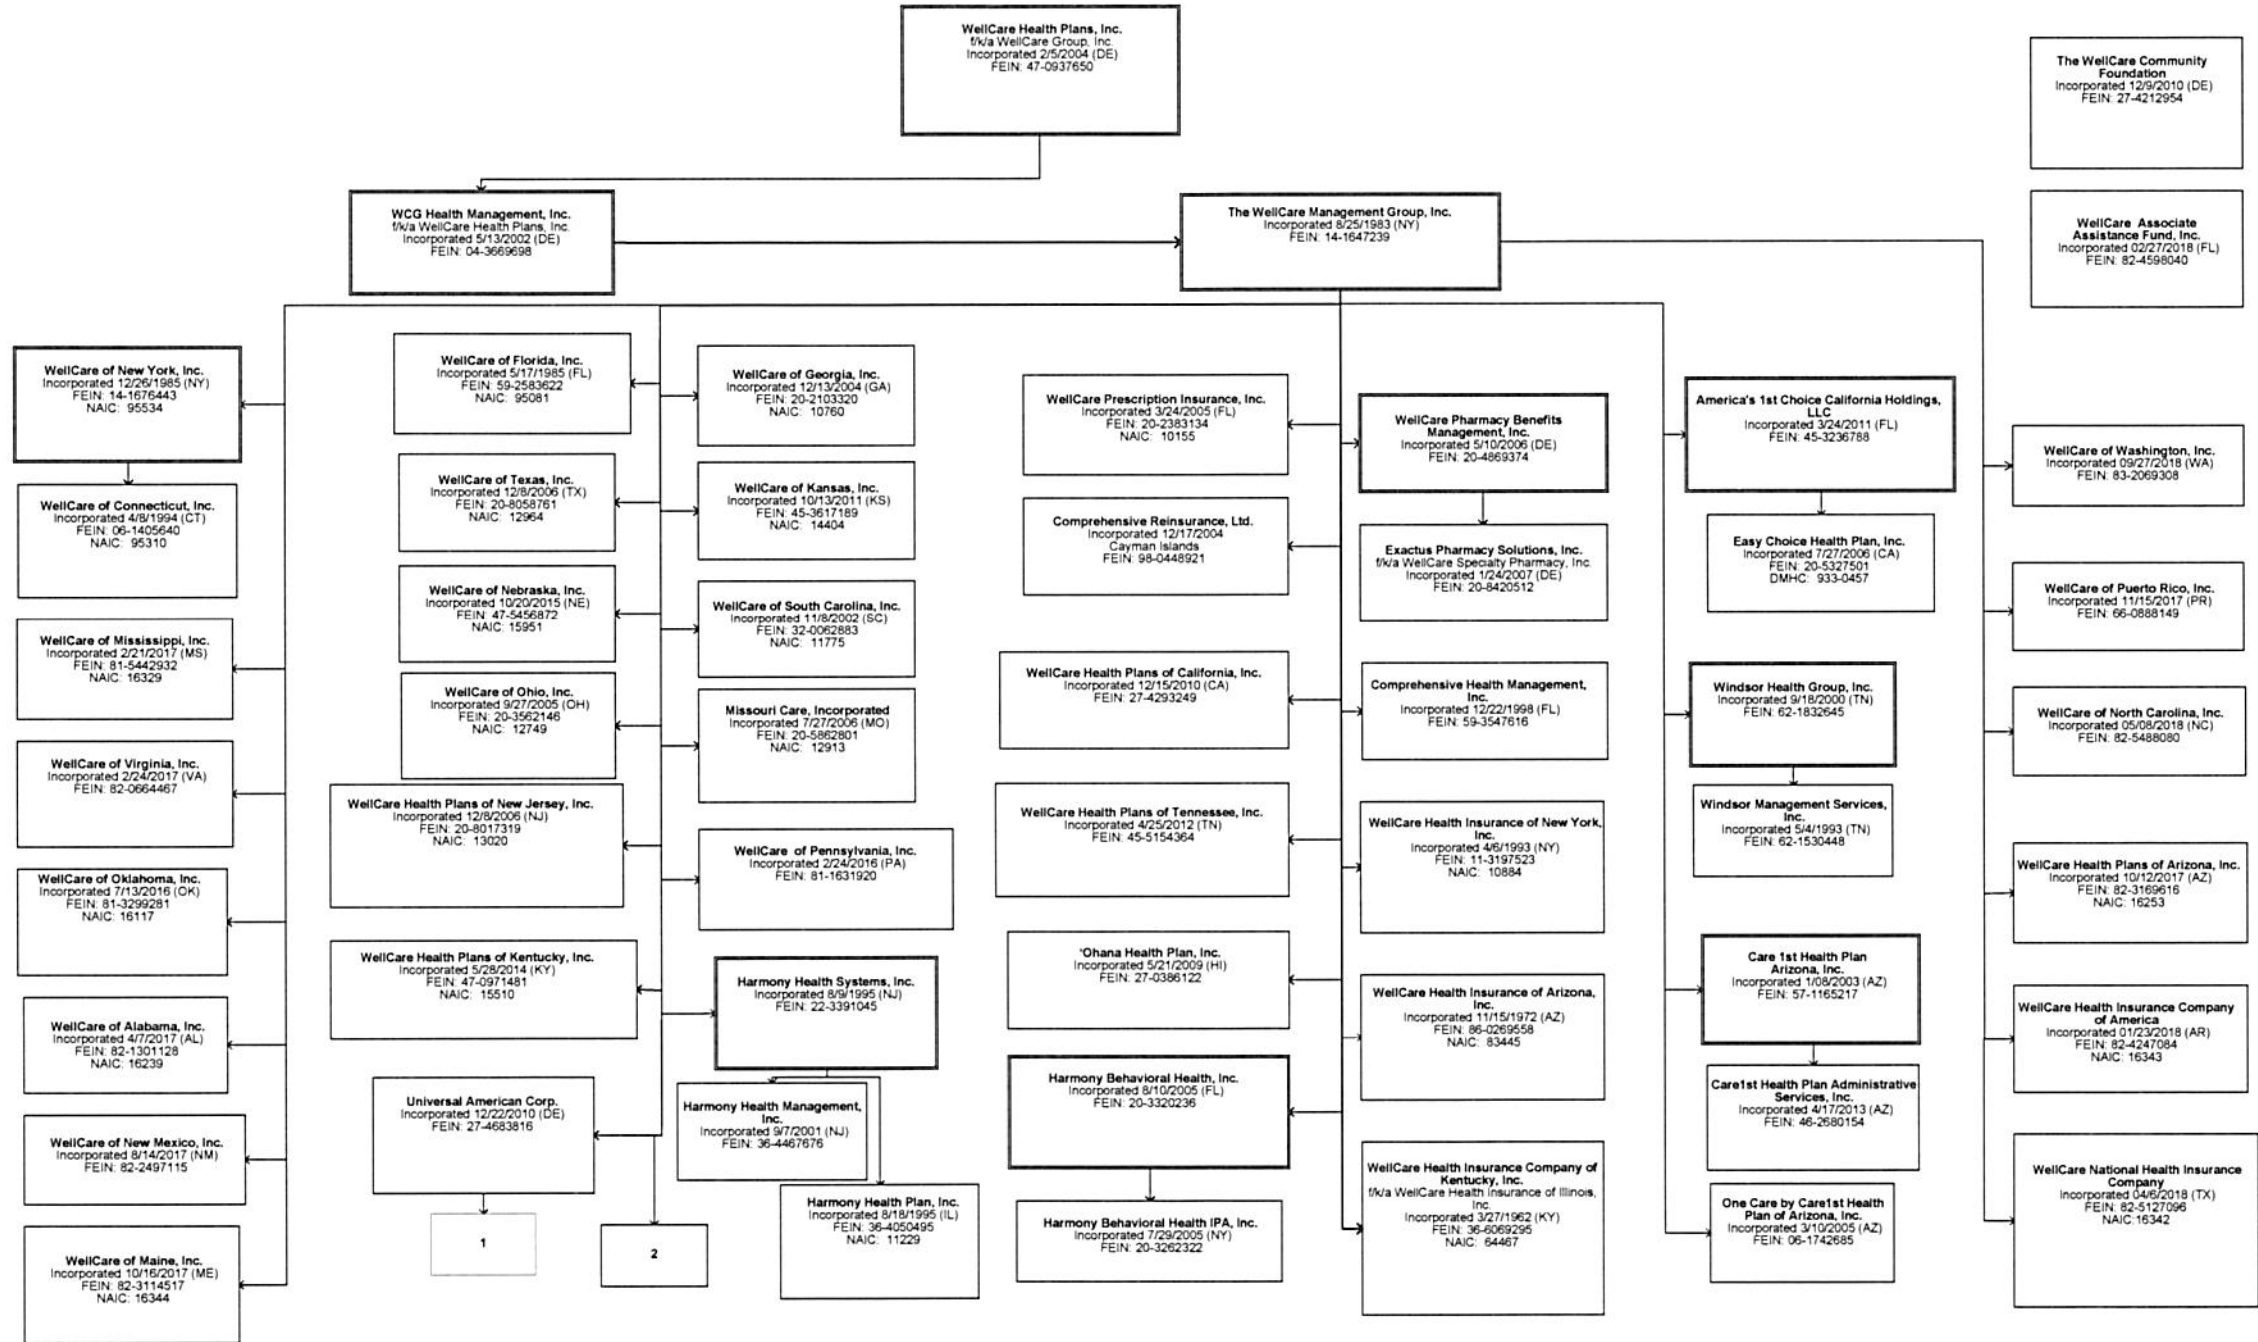 WellCare Health Plans, Inc.
f/k/a WellCare Group, Inc.
Incorporated 2/5/2004 (DE)
FEIN: 47-0937650
The WellCare Community
Foundation
Incorporated 12/9/2010 (DE)
FEIN: 27-4212954
WCG Health Management, Inc.
f/k/a WellCare Health Plans, Inc.
Incorporated 5/13/2002 (DE)
FEIN: 04-3669698
The WellCare Management Group, Inc.
Incorporated 8/25/1983 (NY)
FEIN: 14-1647239
WellCare Associate
Assistance Fund, Inc.
Incorporated 02/27/2018 (FL)
FEIN: 82-4598040
WellCare of New York, Inc.
Incorporated 12/26/1985 (NY)
FEIN: 14-1676443
NAIC: 95534
WellCare of Connecticut, Inc.
Incorporated 4/8/1994 (CT)
FEIN: 06-1405640
NAIC: 95310
WellCare of Mississippi, Inc.
Incorporated 2/21/2017 (MS)
FEIN: 81-5442932
NAIC: 16329
WellCare of Virginia, Inc.
Incorporated 2/24/2017 (VA)
FEIN: 82-0664467
WellCare of Oklahoma, Inc.
Incorporated 7/13/2016 (OK)
FEIN: 81-3299281
NAIC: 16117
WellCare of Alabama, Inc.
Incorporated 4/7/2017 (AL)
FEIN: 82-1301128
NAIC: 16239
WellCare of New Mexico, Inc.
Incorporated 8/14/2017 (NM)
FEIN: 82-2497115
WellCare of Maine, Inc.
Incorporated 10/16/2017 (ME)
FEIN: 82-3114517
NAIC: 16344
WellCare of Florida, Inc.
Incorporated 5/17/1985 (FL)
FEIN: 59-2583622
NAIC: 95081
WellCare of Texas, Inc.
Incorporated 12/8/2006 (TX)
FEIN: 20-8058761
NAIC: 12964
WellCare of Nebraska, Inc.
Incorporated 10/20/2015 (NE)
FEIN: 47-5456872
NAIC: 15951
WellCare of Ohio, Inc.
Incorporated 9/27/2005 (OH)
FEIN: 20-3562146
NAIC: 12749
WellCare Health Plans of New Jersey, Inc.
Incorporated 12/8/2006 (NJ)
FEIN: 20-8017319
NAIC: 13020
WellCare Health Plans of Kentucky, Inc.
Incorporated 5/28/2014 (KY)
FEIN: 47-0971481
NAIC: 15510
Universal American Corp.
Incorporated 12/22/2010 (DE)
FEIN: 27-4683816
1
2
WellCare of Georgia, Inc.
Incorporated 12/13/2004 (GA)
FEIN: 20-2103320
NAIC: 10760
WellCare of Kansas, Inc.
Incorporated 10/13/2011 (KS)
FEIN: 45-3617189
NAIC: 14404
WellCare of South Carolina, Inc.
Incorporated 11/8/2002 (SC)
FEIN: 32-0062883
NAIC: 11775
Missouri Care, Incorporated
Incorporated 7/27/2006 (MO)
FEIN: 20-5862801
NAIC: 12913
WellCare of Pennsylvania, Inc.
Incorporated 2/24/2016 (PA)
FEIN: 81-1631920
Harmony Health Systems, Inc.
Incorporated 8/9/1995 (NJ)
FEIN: 22-3391045
Harmony Health Management,
Inc.
Incorporated 9/7/2001 (NJ)
FEIN: 36-4467676
Harmony Health Plan, Inc.
Incorporated 8/18/1995 (IL)
FEIN: 36-4050495
NAIC: 11229
WellCare Prescription Insurance, Inc.
Incorporated 3/24/2005 (FL)
FEIN: 20-2383134
NAIC: 10155
Comprehensive Reinsurance, Ltd.
Incorporated 12/17/2004
Cayman Islands
FEIN: 98-0448921
WellCare Health Plans of California, Inc.
Incorporated 12/15/2010 (CA)
FEIN: 27-4293249
WellCare Health Plans of Tennessee, Inc.
Incorporated 4/25/2012 (TN)
FEIN: 45-5154364
'Ohana Health Plan, Inc.
Incorporated 5/21/2009 (HI)
FEIN: 27-0386122
Harmony Behavioral Health, Inc.
Incorporated 8/10/2005 (FL)
FEIN: 20-3320236
Harmony Behavioral Health IPA, Inc.
Incorporated 7/29/2005 (NY)
FEIN: 20-3262322
WellCare Pharmacy Benefits
Management, Inc.
Incorporated 5/10/2006 (DE)
FEIN: 20-4869374
Exactus Pharmacy Solutions, Inc.
f/k/a WellCare Specialty Pharmacy, Inc.
Incorporated 1/24/2007 (DE)
FEIN: 20-8420512
Comprehensive Health Management,
Inc.
Incorporated 12/22/1998 (FL)
FEIN: 59-3547616
WellCare Health Insurance of New York,
Inc.
Incorporated 4/6/1993 (NY)
FEIN: 11-3197523
NAIC: 10884
WellCare Health Insurance of Arizona,
Inc.
Incorporated 11/15/1972 (AZ)
FEIN: 86-0269558
NAIC: 83445
WellCare Health Insurance Company of
Kentucky, Inc.
f/k/a WellCare Health Insurance of Illinois,
Inc.
Incorporated 3/27/1962 (KY)
FEIN: 36-6069295
NAIC: 64467
America's 1st Choice California Holdings,
LLC
Incorporated 3/24/2011 (FL)
FEIN: 45-3236788
Easy Choice Health Plan, Inc.
Incorporated 7/27/2006 (CA)
FEIN: 20-5327501
DMHC: 933-0457
Windsor Health Group, Inc.
Incorporated 9/18/2000 (TN)
FEIN: 62-1832645
Windsor Management Services,
Inc.
Incorporated 5/4/1993 (TN)
FEIN: 62-1530448
Care 1st Health Plan
Arizona, Inc.
Incorporated 1/08/2003 (AZ)
FEIN: 57-1165217
Care1st Health Plan Administrative
Services, Inc.
Incorporated 4/17/2013 (AZ)
FEIN: 46-2680154
One Care by Care1st Health
Plan of Arizona, Inc.
Incorporated 3/10/2005 (AZ)
FEIN: 06-1742685
WellCare of Washington, Inc.
Incorporated 09/27/2018 (WA)
FEIN: 83-2069308
WellCare of Puerto Rico, Inc.
Incorporated 11/15/2017 (PR)
FEIN: 66-0888149
WellCare of North Carolina, Inc.
Incorporated 05/08/2018 (NC)
FEIN: 82-5488080
WellCare Health Plans of Arizona, Inc.
Incorporated 10/12/2017 (AZ)
FEIN: 82-3169616
NAIC: 16253
WellCare Health Insurance Company
of America
Incorporated 01/23/2018 (AR)
FEIN: 82-4247084
NAIC: 16343
WellCare National Health Insurance
Company
Incorporated 04/6/2018 (TX)
FEIN: 82-5127096
NAIC:16342